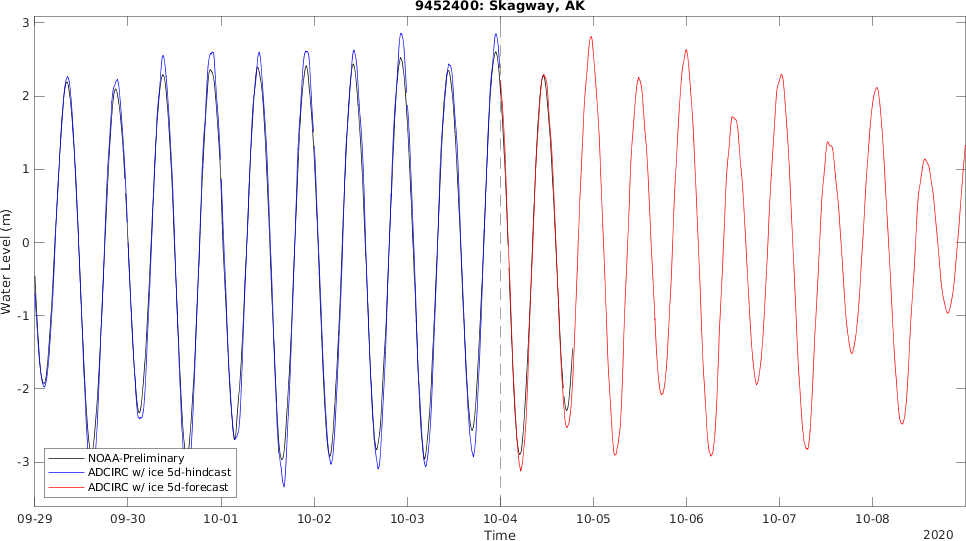 9452400: Skagway, AK
3
2
1
0
-1
-2
-3
Water Level (m)
NOAA-Preliminary
ADCIRC w/ ice 5d-hindcast
ADCIRC w/ ice 5d-forecast
09-29 09-30 10-01 10-02 10-03 10-04 10-05 10-06 10-07 10-08
Time
2020